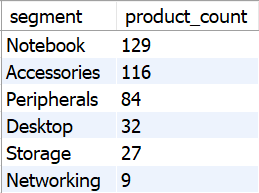 segment product_count
Notebook 129
Accessories 116
Peripherals 84
Desktop 32
Storage 27
Networking 9